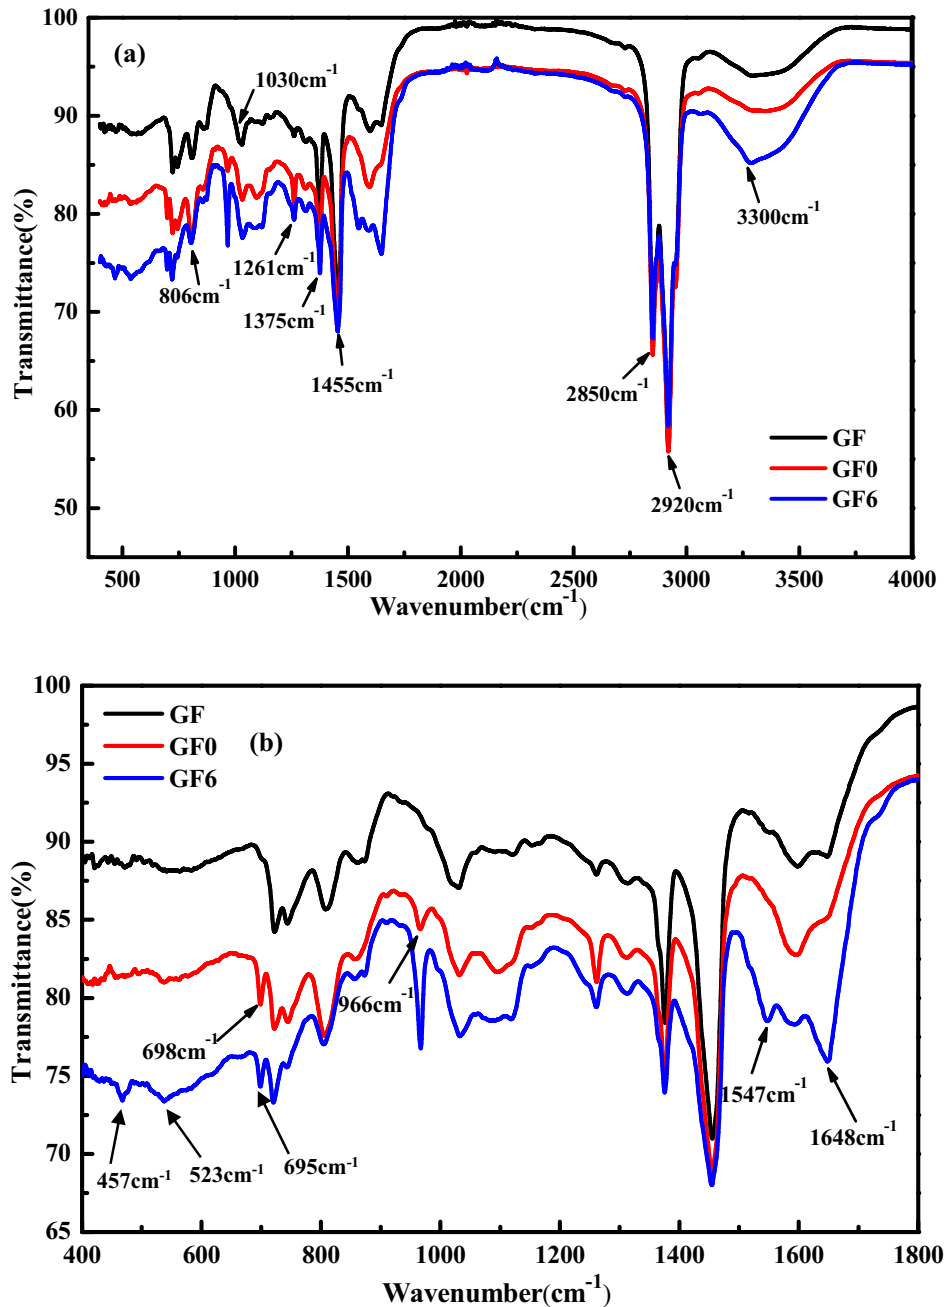 100
90
80
70
60
50
Transmittance(%)
(a)
1030cm⁻¹
806cm⁻¹
1261cm⁻¹
1375cm⁻¹
1455cm⁻¹
2850cm⁻¹
2920cm⁻¹
3300cm⁻¹
GF
GF0
GF6
500 1000 1500 2000 2500 3000 3500 4000
Wavenumber(cm⁻¹)
100
95
90
85
80
75
70
65
Transmittance(%)
GF
GF0
GF6
(b)
966cm⁻¹
698cm⁻¹
1547cm⁻¹
1648cm⁻¹
457cm⁻¹
523cm⁻¹
695cm⁻¹
400 600 800 1000 1200 1400 1600 1800
Wavenumber(cm⁻¹)